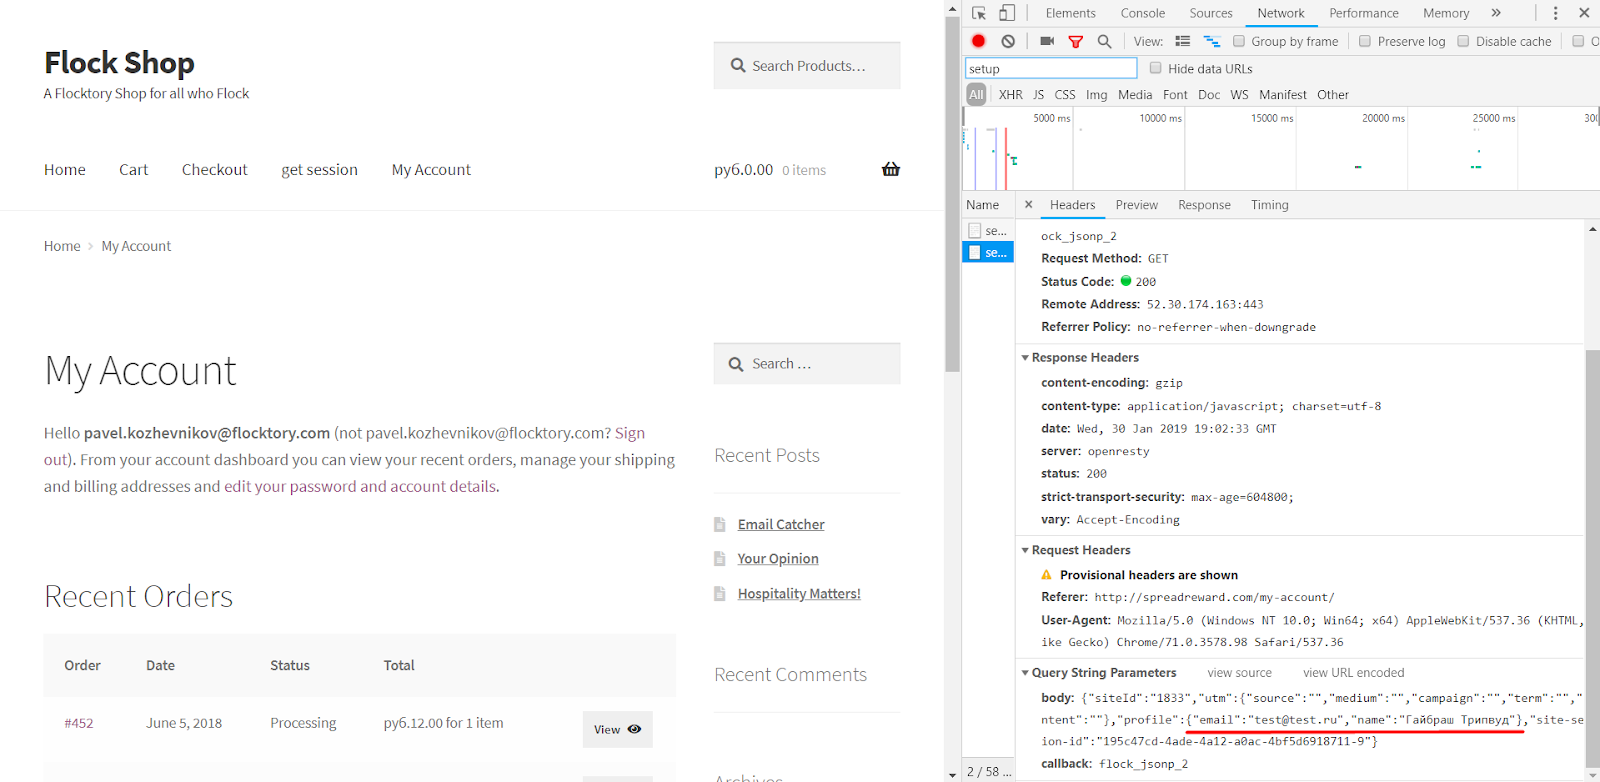 Flock Shop
A Flocktory Shop for all who Flock
Search Products…
Home Cart Checkout get session My Account
руб.0.00 0 items
Home › My Account
My Account
Search …
Hello pavel.kozhevnikov@flocktory.com (not pavel.kozhevnikov@flocktory.com? Sign
out). From your account dashboard you can view your recent orders, manage your shipping
and billing addresses and edit your password and account details.
Recent Posts
Email Catcher
Your Opinion
Hospitality Matters!
Recent Orders
Order Date Status Total
#452 June 5, 2018 Processing руб.12.00 for 1 item View
Recent Comments
Archives
Elements Console Sources Network Performance Memory »
View: Group by frame Preserve log Disable cache O
setup Hide data URLs
All XHR JS CSS Img Media Font Doc WS Manifest Other
5000 ms 10000 ms 15000 ms 20000 ms 25000 ms 300
Name × Headers Preview Response Timing
se...
se...
ock_jsonp_2
Request Method: GET
Status Code: 200
Remote Address: 52.30.174.163:443
Referrer Policy: no-referrer-when-downgrade
Response Headers
content-encoding: gzip
content-type: application/javascript; charset=utf-8
date: Wed, 30 Jan 2019 19:02:33 GMT
server: openresty
status: 200
strict-transport-security: max-age=604800;
vary: Accept-Encoding
Request Headers
Provisional headers are shown
Referer: http://spreadreward.com/my-account/
User-Agent: Mozilla/5.0 (Windows NT 10.0; Win64; x64) AppleWebKit/537.36 (KHTML,
ike Gecko) Chrome/71.0.3578.98 Safari/537.36
Query String Parameters view source view URL encoded
body: {"siteId":"1833","utm":{"source":"","medium":"","campaign":"","term":"","
ntent":""},"profile":{"email":"test@test.ru","name":"Гайбраш Трипвуд"},"site-se
ion-id":"195c47cd-4ade-4a12-a0ac-4bf5d6918711-9"}
callback: flock_jsonp_2
2 / 58 ...